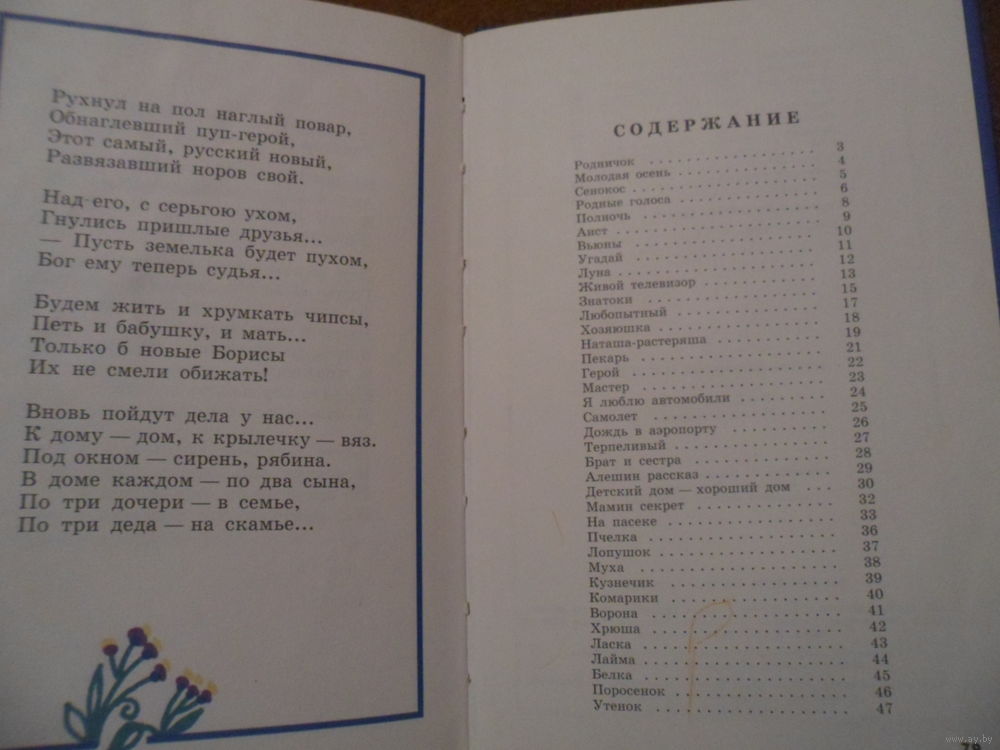 Рухнул на пол наглый повар,
Обнаглевший пуп-герой,
Этот самый, русский новый,
Развязавший норов свой.
Над его, с серьгою ухом,
Гнулись пришлые друзья...
— Пусть земелька будет пухом,
Бог ему теперь судья...
Будем жить и хрумкать чипсы,
Петь и бабушку, и мать...
Только б новые Борисы
Их не смели обижать!
Вновь пойдут дела у нас...
К дому — дом, к крылечку — вяз.
Под окном — сирень, рябина.
В доме каждом — по два сына,
По три дочери — в семье,
По три деда — на скамье...
СОДЕРЖАНИЕ
Родничок 3
Молодая осень 4
Сенокос 5
Родные голоса 6
Полночь 8
Аист 9
Вьюны 10
Угадай 11
Луна 12
Живой телевизор 13
Знатоки 15
Любопытный 17
Хозяюшка 18
Наташа-растеряша 19
Пекарь 21
Герой 22
Мастер 23
Я люблю автомобили 24
Самолет 25
Дождь в аэропорту 26
Терпеливый 27
Брат и сестра 28
Алешин рассказ 29
Детский дом — хороший дом 30
Мамин секрет 32
На пасеке 33
Пчелка 36
Лопушок 37
Муха 38
Кузнечик 39
Комарики 40
Ворона 41
Хрюша 42
Ласка 43
Лайма 44
Белка 45
Поросенок 46
Утенок 47
www.ay.by